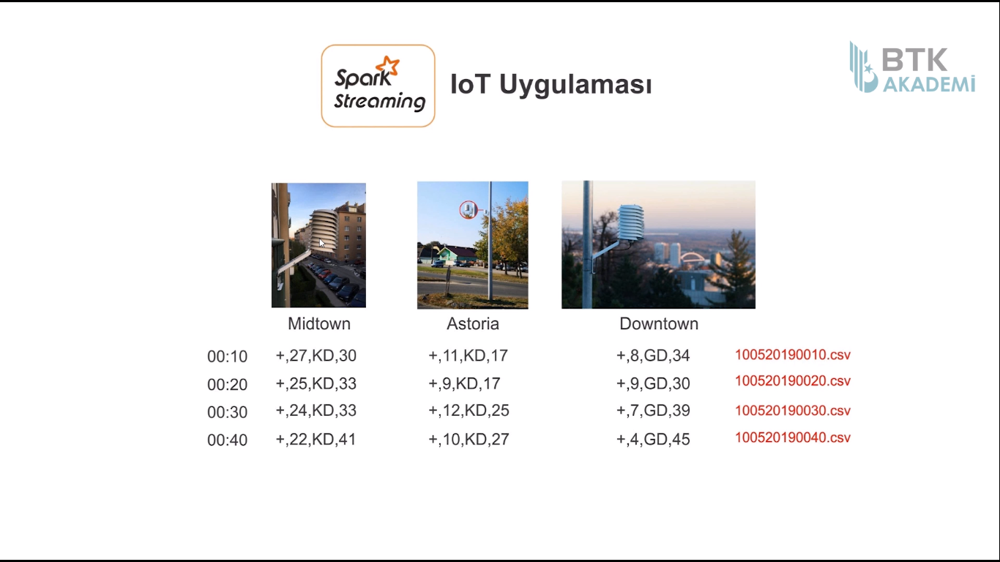 Spark
Streaming
IoT Uygulaması
BTK
AKADEMİ
Midtown Astoria Downtown
00:10 +,27,KD,30 +,11,KD,17 +,8,GD,34 100520190010.csv
00:20 +,25,KD,33 +,9,KD,17 +,9,GD,30 100520190020.csv
00:30 +,24,KD,33 +,12,KD,25 +,7,GD,39 100520190030.csv
00:40 +,22,KD,41 +,10,KD,27 +,4,GD,45 100520190040.csv